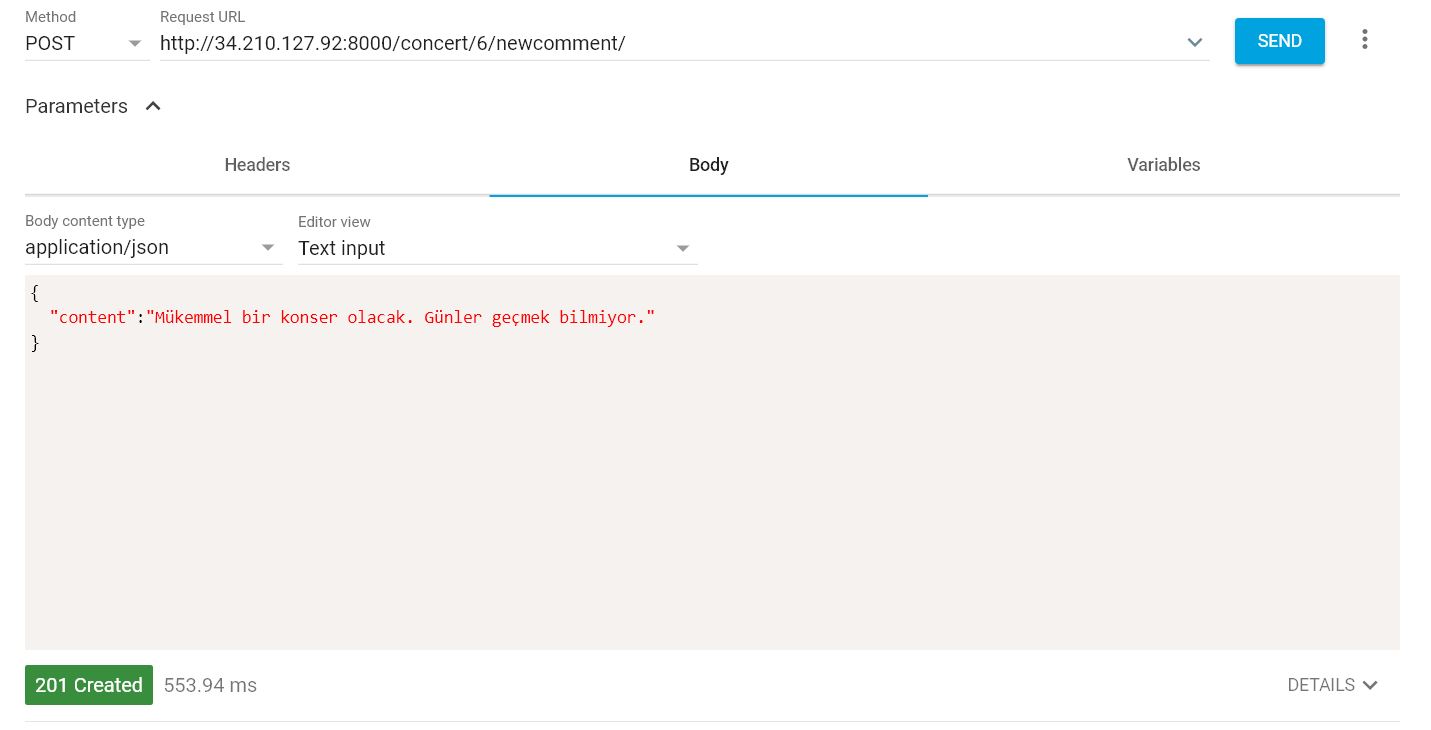 Method
POST
Request URL
http://34.210.127.92:8000/concert/6/newcomment/
SEND
Parameters
Headers
Body
Variables
Body content type
application/json
Editor view
Text input
{
"content":"Mükemmel bir konser olacak. Günler geçmek bilmiyor."
}
201 Created
553.94 ms
DETAILS